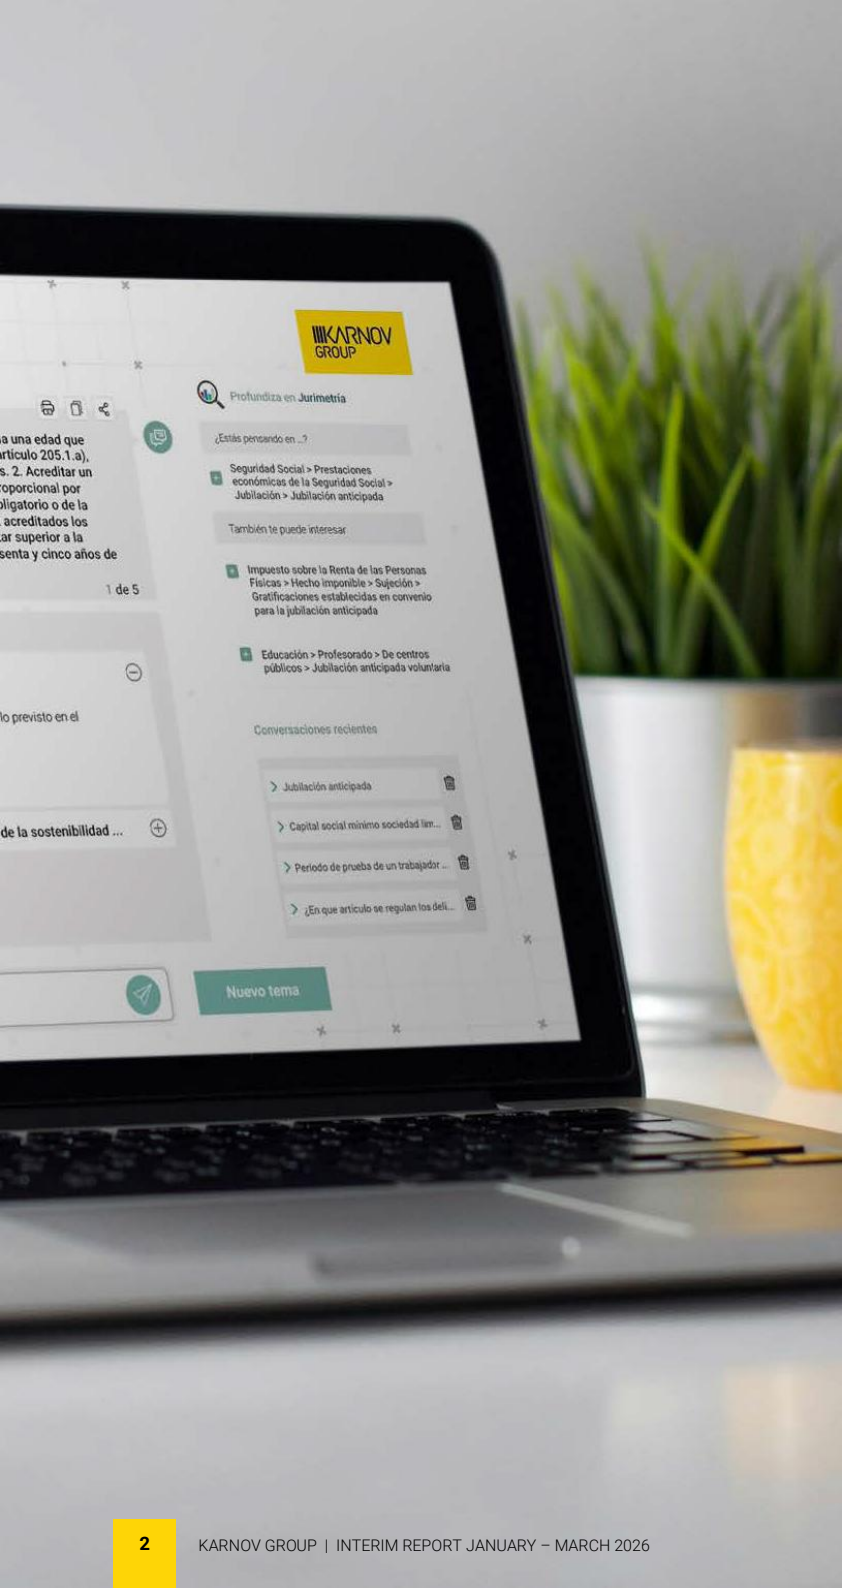 KARNOV
GROUP
Profundiza en Jurimetría
¿Estás pensando en ...?
Seguridad Social > Prestaciones
económicas de la Seguridad Social >
Jubilación > Jubilación anticipada
También te puede interesar
Impuesto sobre la Renta de las Personas
Físicas > Hecho imponible > Sujeción >
Gratificaciones establecidas en convenio
para la jubilación anticipada
Educación > Profesorado > De centros
públicos > Jubilación anticipada voluntaria
Conversaciones recientes
Jubilación anticipada
Capital social mínimo sociedad lim...
Periodo de prueba de un trabajador ...
¿En que artículo se regulan los deli...
Nuevo tema
a una edad que
rtículo 205.1.a),
s. 2. Acreditar un
roporcional por
bligatorio o de la
acreditados los
tar superior a la
senta y cinco años de
1 de 5
lo previsto en el
de la sostenibilidad ...
2
KARNOV GROUP | INTERIM REPORT JANUARY – MARCH 2026